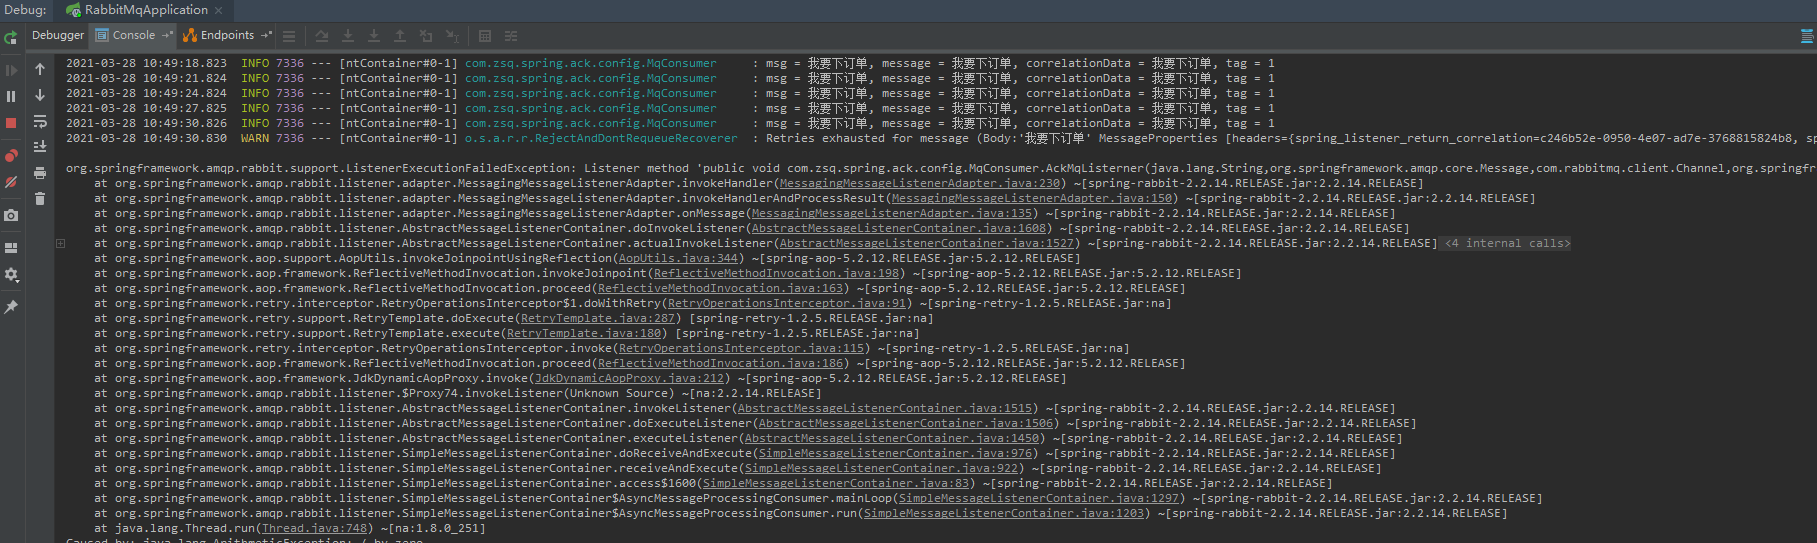 Debug: RabbitMqApplication ×
Debugger Console →* Endpoints →*
2021-03-28 10:49:18.823  INFO 7336 --- [ntContainer#0-1] com.zsq.spring.ack.config.MqConsumer     : msg = 我要下订单, message = 我要下订单, correlationData = 我要下订单, tag = 1
2021-03-28 10:49:21.824  INFO 7336 --- [ntContainer#0-1] com.zsq.spring.ack.config.MqConsumer     : msg = 我要下订单, message = 我要下订单, correlationData = 我要下订单, tag = 1
2021-03-28 10:49:24.824  INFO 7336 --- [ntContainer#0-1] com.zsq.spring.ack.config.MqConsumer     : msg = 我要下订单, message = 我要下订单, correlationData = 我要下订单, tag = 1
2021-03-28 10:49:27.825  INFO 7336 --- [ntContainer#0-1] com.zsq.spring.ack.config.MqConsumer     : msg = 我要下订单, message = 我要下订单, correlationData = 我要下订单, tag = 1
2021-03-28 10:49:30.826  INFO 7336 --- [ntContainer#0-1] com.zsq.spring.ack.config.MqConsumer     : msg = 我要下订单, message = 我要下订单, correlationData = 我要下订单, tag = 1
2021-03-28 10:49:30.830  WARN 7336 --- [ntContainer#0-1] o.s.a.r.r.RejectAndDontRequeueRecoverer  : Retries exhausted for message (Body:'我要下订单' MessageProperties [headers={spring_listener_return_correlation=c246b52e-0950-4e07-ad7e-3768815824b8, sp
org.springframework.amqp.rabbit.support.ListenerExecutionFailedException: Listener method 'public void com.zsq.spring.ack.config.MqConsumer.AckMqListerner(java.lang.String,org.springframework.amqp.core.Message,com.rabbitmq.client.Channel,org.springfr
at org.springframework.amqp.rabbit.listener.adapter.MessagingMessageListenerAdapter.invokeHandler(MessagingMessageListenerAdapter.java:230) ~[spring-rabbit-2.2.14.RELEASE.jar:2.2.14.RELEASE]
at org.springframework.amqp.rabbit.listener.adapter.MessagingMessageListenerAdapter.invokeHandlerAndProcessResult(MessagingMessageListenerAdapter.java:150) ~[spring-rabbit-2.2.14.RELEASE.jar:2.2.14.RELEASE]
at org.springframework.amqp.rabbit.listener.adapter.MessagingMessageListenerAdapter.onMessage(MessagingMessageListenerAdapter.java:135) ~[spring-rabbit-2.2.14.RELEASE.jar:2.2.14.RELEASE]
at org.springframework.amqp.rabbit.listener.AbstractMessageListenerContainer.doInvokeListener(AbstractMessageListenerContainer.java:1608) ~[spring-rabbit-2.2.14.RELEASE.jar:2.2.14.RELEASE]
at org.springframework.amqp.rabbit.listener.AbstractMessageListenerContainer.actualInvokeListener(AbstractMessageListenerContainer.java:1527) ~[spring-rabbit-2.2.14.RELEASE.jar:2.2.14.RELEASE] <4 internal calls>
at org.springframework.aop.support.AopUtils.invokeJoinpointUsingReflection(AopUtils.java:344) ~[spring-aop-5.2.12.RELEASE.jar:5.2.12.RELEASE]
at org.springframework.aop.framework.ReflectiveMethodInvocation.invokeJoinpoint(ReflectiveMethodInvocation.java:198) ~[spring-aop-5.2.12.RELEASE.jar:5.2.12.RELEASE]
at org.springframework.aop.framework.ReflectiveMethodInvocation.proceed(ReflectiveMethodInvocation.java:163) ~[spring-aop-5.2.12.RELEASE.jar:5.2.12.RELEASE]
at org.springframework.retry.interceptor.RetryOperationsInterceptor$1.doWithRetry(RetryOperationsInterceptor.java:91) ~[spring-retry-1.2.5.RELEASE.jar:na]
at org.springframework.retry.support.RetryTemplate.doExecute(RetryTemplate.java:287) [spring-retry-1.2.5.RELEASE.jar:na]
at org.springframework.retry.support.RetryTemplate.execute(RetryTemplate.java:180) [spring-retry-1.2.5.RELEASE.jar:na]
at org.springframework.retry.interceptor.RetryOperationsInterceptor.invoke(RetryOperationsInterceptor.java:115) ~[spring-retry-1.2.5.RELEASE.jar:na]
at org.springframework.aop.framework.ReflectiveMethodInvocation.proceed(ReflectiveMethodInvocation.java:186) ~[spring-aop-5.2.12.RELEASE.jar:5.2.12.RELEASE]
at org.springframework.aop.framework.JdkDynamicAopProxy.invoke(JdkDynamicAopProxy.java:212) ~[spring-aop-5.2.12.RELEASE.jar:5.2.12.RELEASE]
at org.springframework.amqp.rabbit.listener.$Proxy74.invokeListener(Unknown Source) ~[na:2.2.14.RELEASE]
at org.springframework.amqp.rabbit.listener.AbstractMessageListenerContainer.invokeListener(AbstractMessageListenerContainer.java:1515) ~[spring-rabbit-2.2.14.RELEASE.jar:2.2.14.RELEASE]
at org.springframework.amqp.rabbit.listener.AbstractMessageListenerContainer.doExecuteListener(AbstractMessageListenerContainer.java:1506) ~[spring-rabbit-2.2.14.RELEASE.jar:2.2.14.RELEASE]
at org.springframework.amqp.rabbit.listener.AbstractMessageListenerContainer.executeListener(AbstractMessageListenerContainer.java:1450) ~[spring-rabbit-2.2.14.RELEASE.jar:2.2.14.RELEASE]
at org.springframework.amqp.rabbit.listener.SimpleMessageListenerContainer.doReceiveAndExecute(SimpleMessageListenerContainer.java:976) ~[spring-rabbit-2.2.14.RELEASE.jar:2.2.14.RELEASE]
at org.springframework.amqp.rabbit.listener.SimpleMessageListenerContainer.receiveAndExecute(SimpleMessageListenerContainer.java:922) ~[spring-rabbit-2.2.14.RELEASE.jar:2.2.14.RELEASE]
at org.springframework.amqp.rabbit.listener.SimpleMessageListenerContainer.access$1600(SimpleMessageListenerContainer.java:83) ~[spring-rabbit-2.2.14.RELEASE.jar:2.2.14.RELEASE]
at org.springframework.amqp.rabbit.listener.SimpleMessageListenerContainer$AsyncMessageProcessingConsumer.mainLoop(SimpleMessageListenerContainer.java:1297) ~[spring-rabbit-2.2.14.RELEASE.jar:2.2.14.RELEASE]
at org.springframework.amqp.rabbit.listener.SimpleMessageListenerContainer$AsyncMessageProcessingConsumer.run(SimpleMessageListenerContainer.java:1203) ~[spring-rabbit-2.2.14.RELEASE.jar:2.2.14.RELEASE]
at java.lang.Thread.run(Thread.java:748) ~[na:1.8.0_251]
Caused by: java.lang.ArithmeticException: / by zero